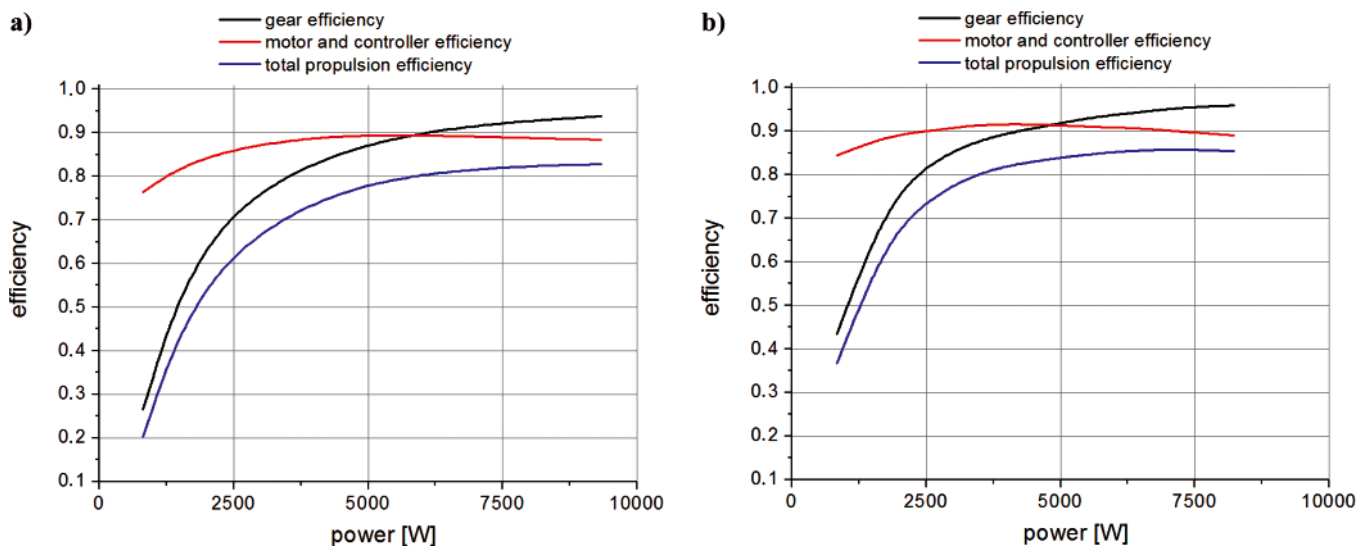 a)
gear efficiency
motor and controller efficiency
total propulsion efficiency
1.0
0.9
0.8
0.7
0.6
0.5
0.4
0.3
0.2
0.1
efficiency
0 2500 5000 7500 10000
power [W]
b)
gear efficiency
motor and controller efficiency
total propulsion efficiency
1.0
0.9
0.8
0.7
0.6
0.5
0.4
0.3
0.2
0.1
efficiency
0 2500 5000 7500 10000
power [W]